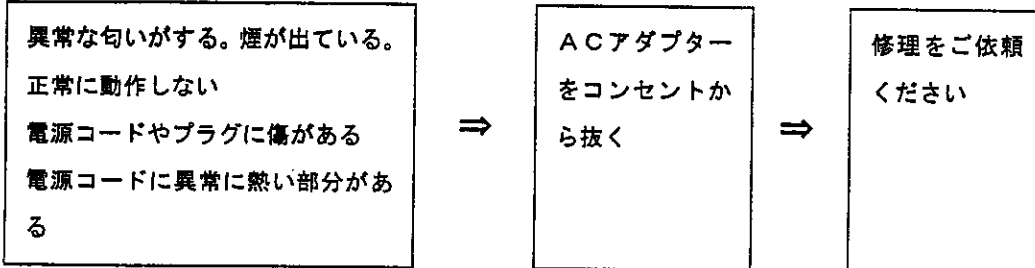 異常な匂いがする。煙が出ている。
正常に動作しない
電源コードやプラグに傷がある
電源コードに異常に熱い部分があ
る
⇒
ACアダプター
をコンセントか
ら抜く
⇒
修理をご依頼
ください